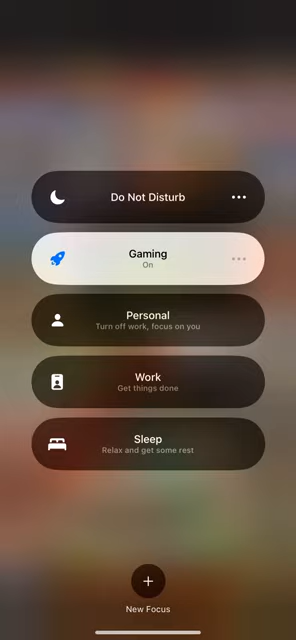 Do Not Disturb
Gaming
On
Personal
Turn off work, focus on you
Work
Get things done
Sleep
Relax and get some rest
New Focus